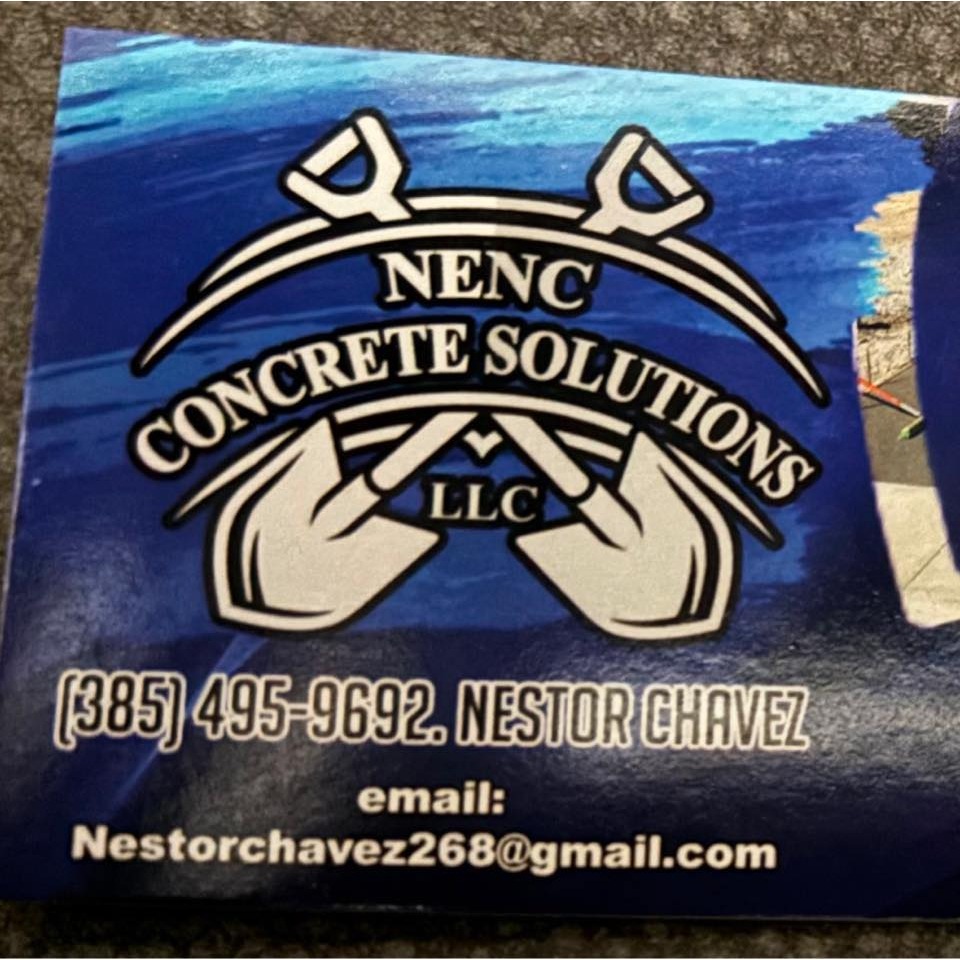 NENC
CONCRETE SOLUTIONS
LLC
(385) 495-9692. NESTOR CHAVEZ
email:
Nestorchavez268@gmail.com